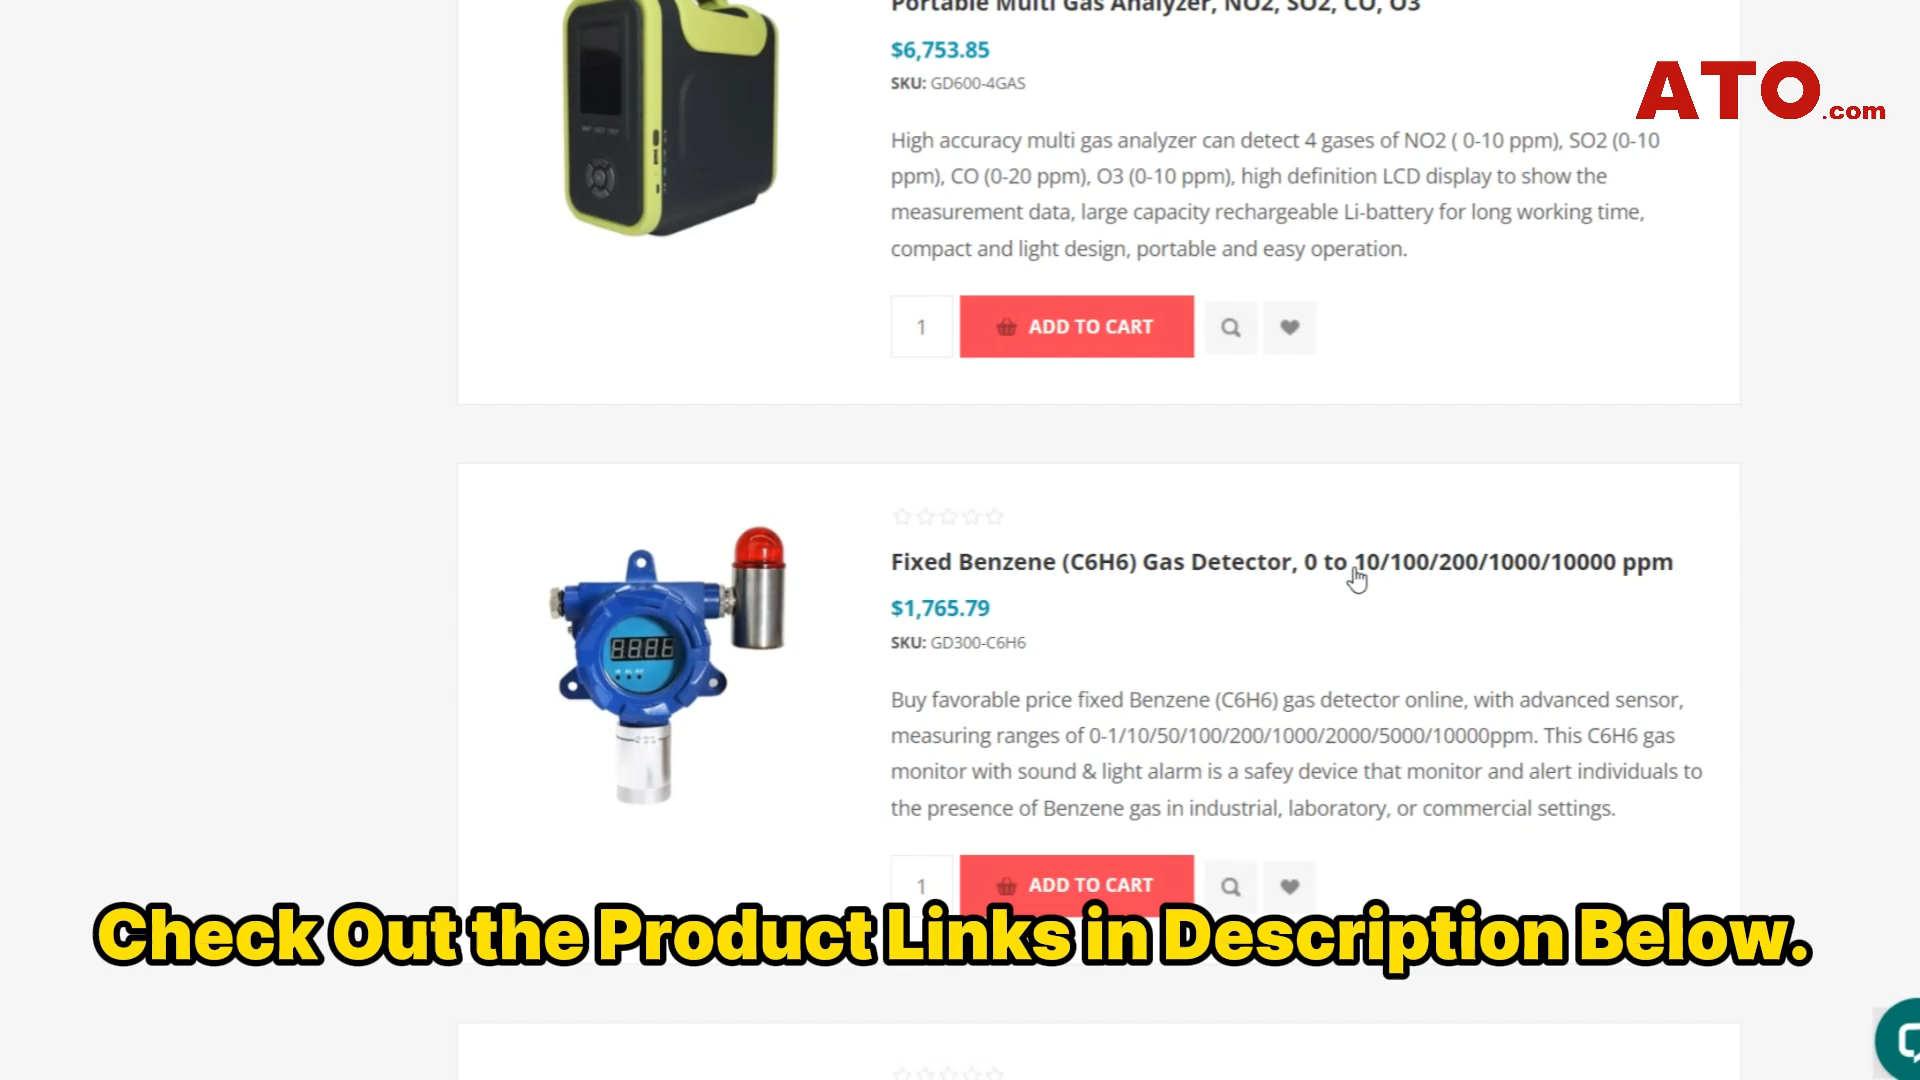 Portable Multi Gas Analyzer, NO2, SO2, CO, O3
$6,753.85
SKU: GD600-4GAS
ATO.com
High accuracy multi gas analyzer can detect 4 gases of NO2 ( 0-10 ppm), SO2 (0-10
ppm), CO (0-20 ppm), O3 (0-10 ppm), high definition LCD display to show the
measurement data, large capacity rechargeable Li-battery for long working time,
compact and light design, portable and easy operation.
1
ADD TO CART
Fixed Benzene (C6H6) Gas Detector, 0 to 10/100/200/1000/10000 ppm
$1,765.79
SKU: GD300-C6H6
8.8.8.6
Buy favorable price fixed Benzene (C6H6) gas detector online, with advanced sensor,
measuring ranges of 0-1/10/50/100/200/1000/2000/5000/10000ppm. This C6H6 gas
monitor with sound & light alarm is a safey device that monitor and alert individuals to
the presence of Benzene gas in industrial, laboratory, or commercial settings.
1
ADD TO CART
Check Out the Product Links in Description Below.